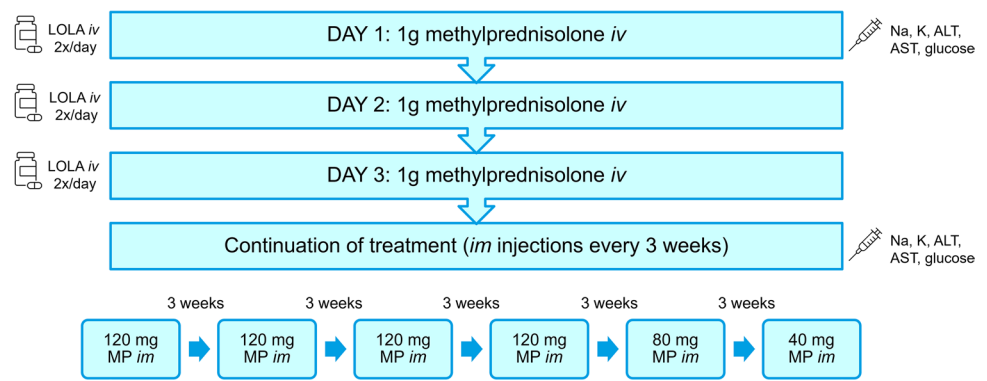 LOLA iv
2x/day
DAY 1: 1g methylprednisolone iv
Na, K, ALT,
AST, glucose
LOLA iv
2x/day
DAY 2: 1g methylprednisolone iv
LOLA iv
2x/day
DAY 3: 1g methylprednisolone iv
Continuation of treatment (im injections every 3 weeks)
Na, K, ALT,
AST, glucose
3 weeks
3 weeks
3 weeks
3 weeks
3 weeks
120 mg
MP im
120 mg
MP im
120 mg
MP im
120 mg
MP im
80 mg
MP im
40 mg
MP im